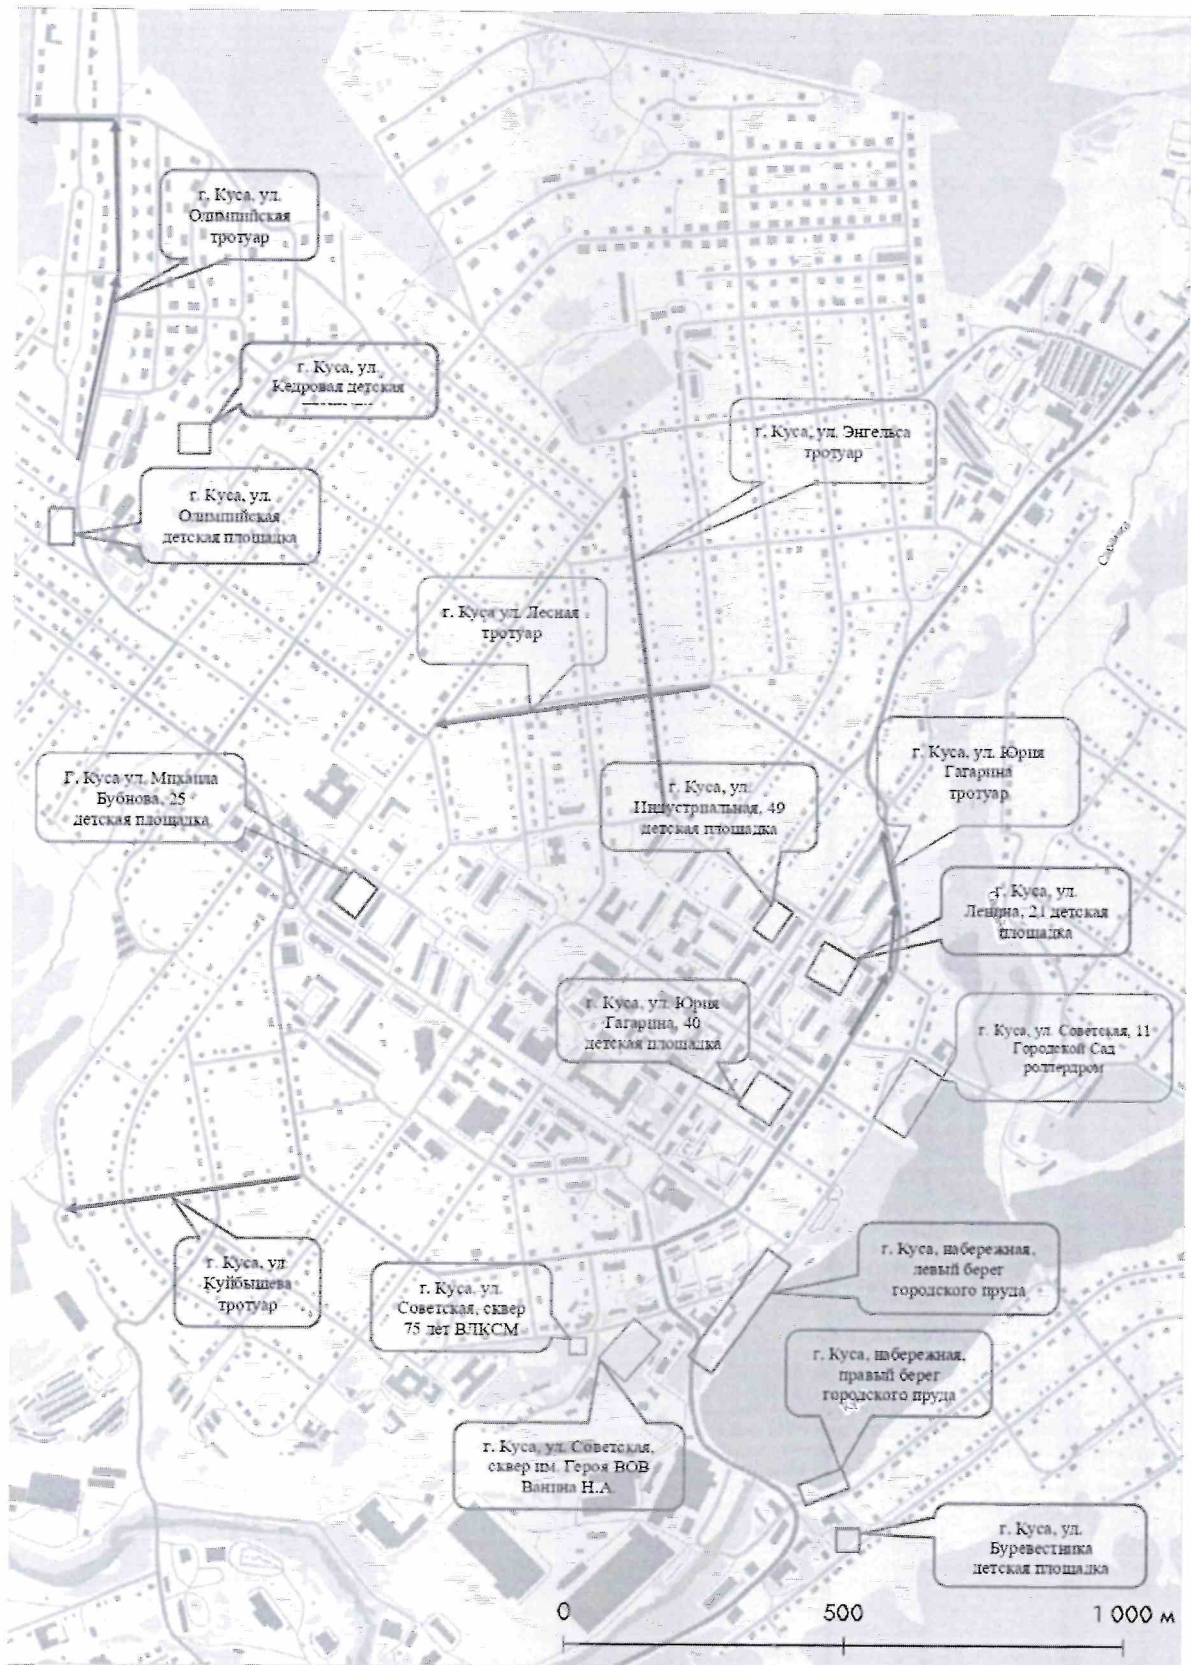 г. Куса, ул.
Олимпийская
тротуар
г. Куса, ул.
Кедровая детская
г. Куса, ул. Энгельса
тротуар
г. Куса, ул.
Олимпийская
детская площадка
г. Куса ул. Лесная
тротуар
г. Куса, ул. Юрия
Гагарина
тротуар
Г. Куса ул. Михаила
Бубнова, 25
детская площадка
г. Куса, ул.
Индустриальная, 49
детская площадка
г. Куса, ул.
Ленина, 21 детская
площадка
г. Куса, ул. Юрия
Гагарина, 40
детская площадка
г. Куса, ул. Советская, 11
Городской Сад
роллердром
г. Куса, ул
Куйбышева
тротуар
г. Куса, ул.
Советская, сквер
75 лет ВЛКСМ
г. Куса, набережная,
левый берег
городского пруда
г. Куса, набережная,
правый берег
городского пруда
г. Куса, ул. Советская,
сквер им. Героя ВОВ
Ванина Н.А.
г. Куса, ул.
Буревестника
детская площадка
0 500 1 000 м